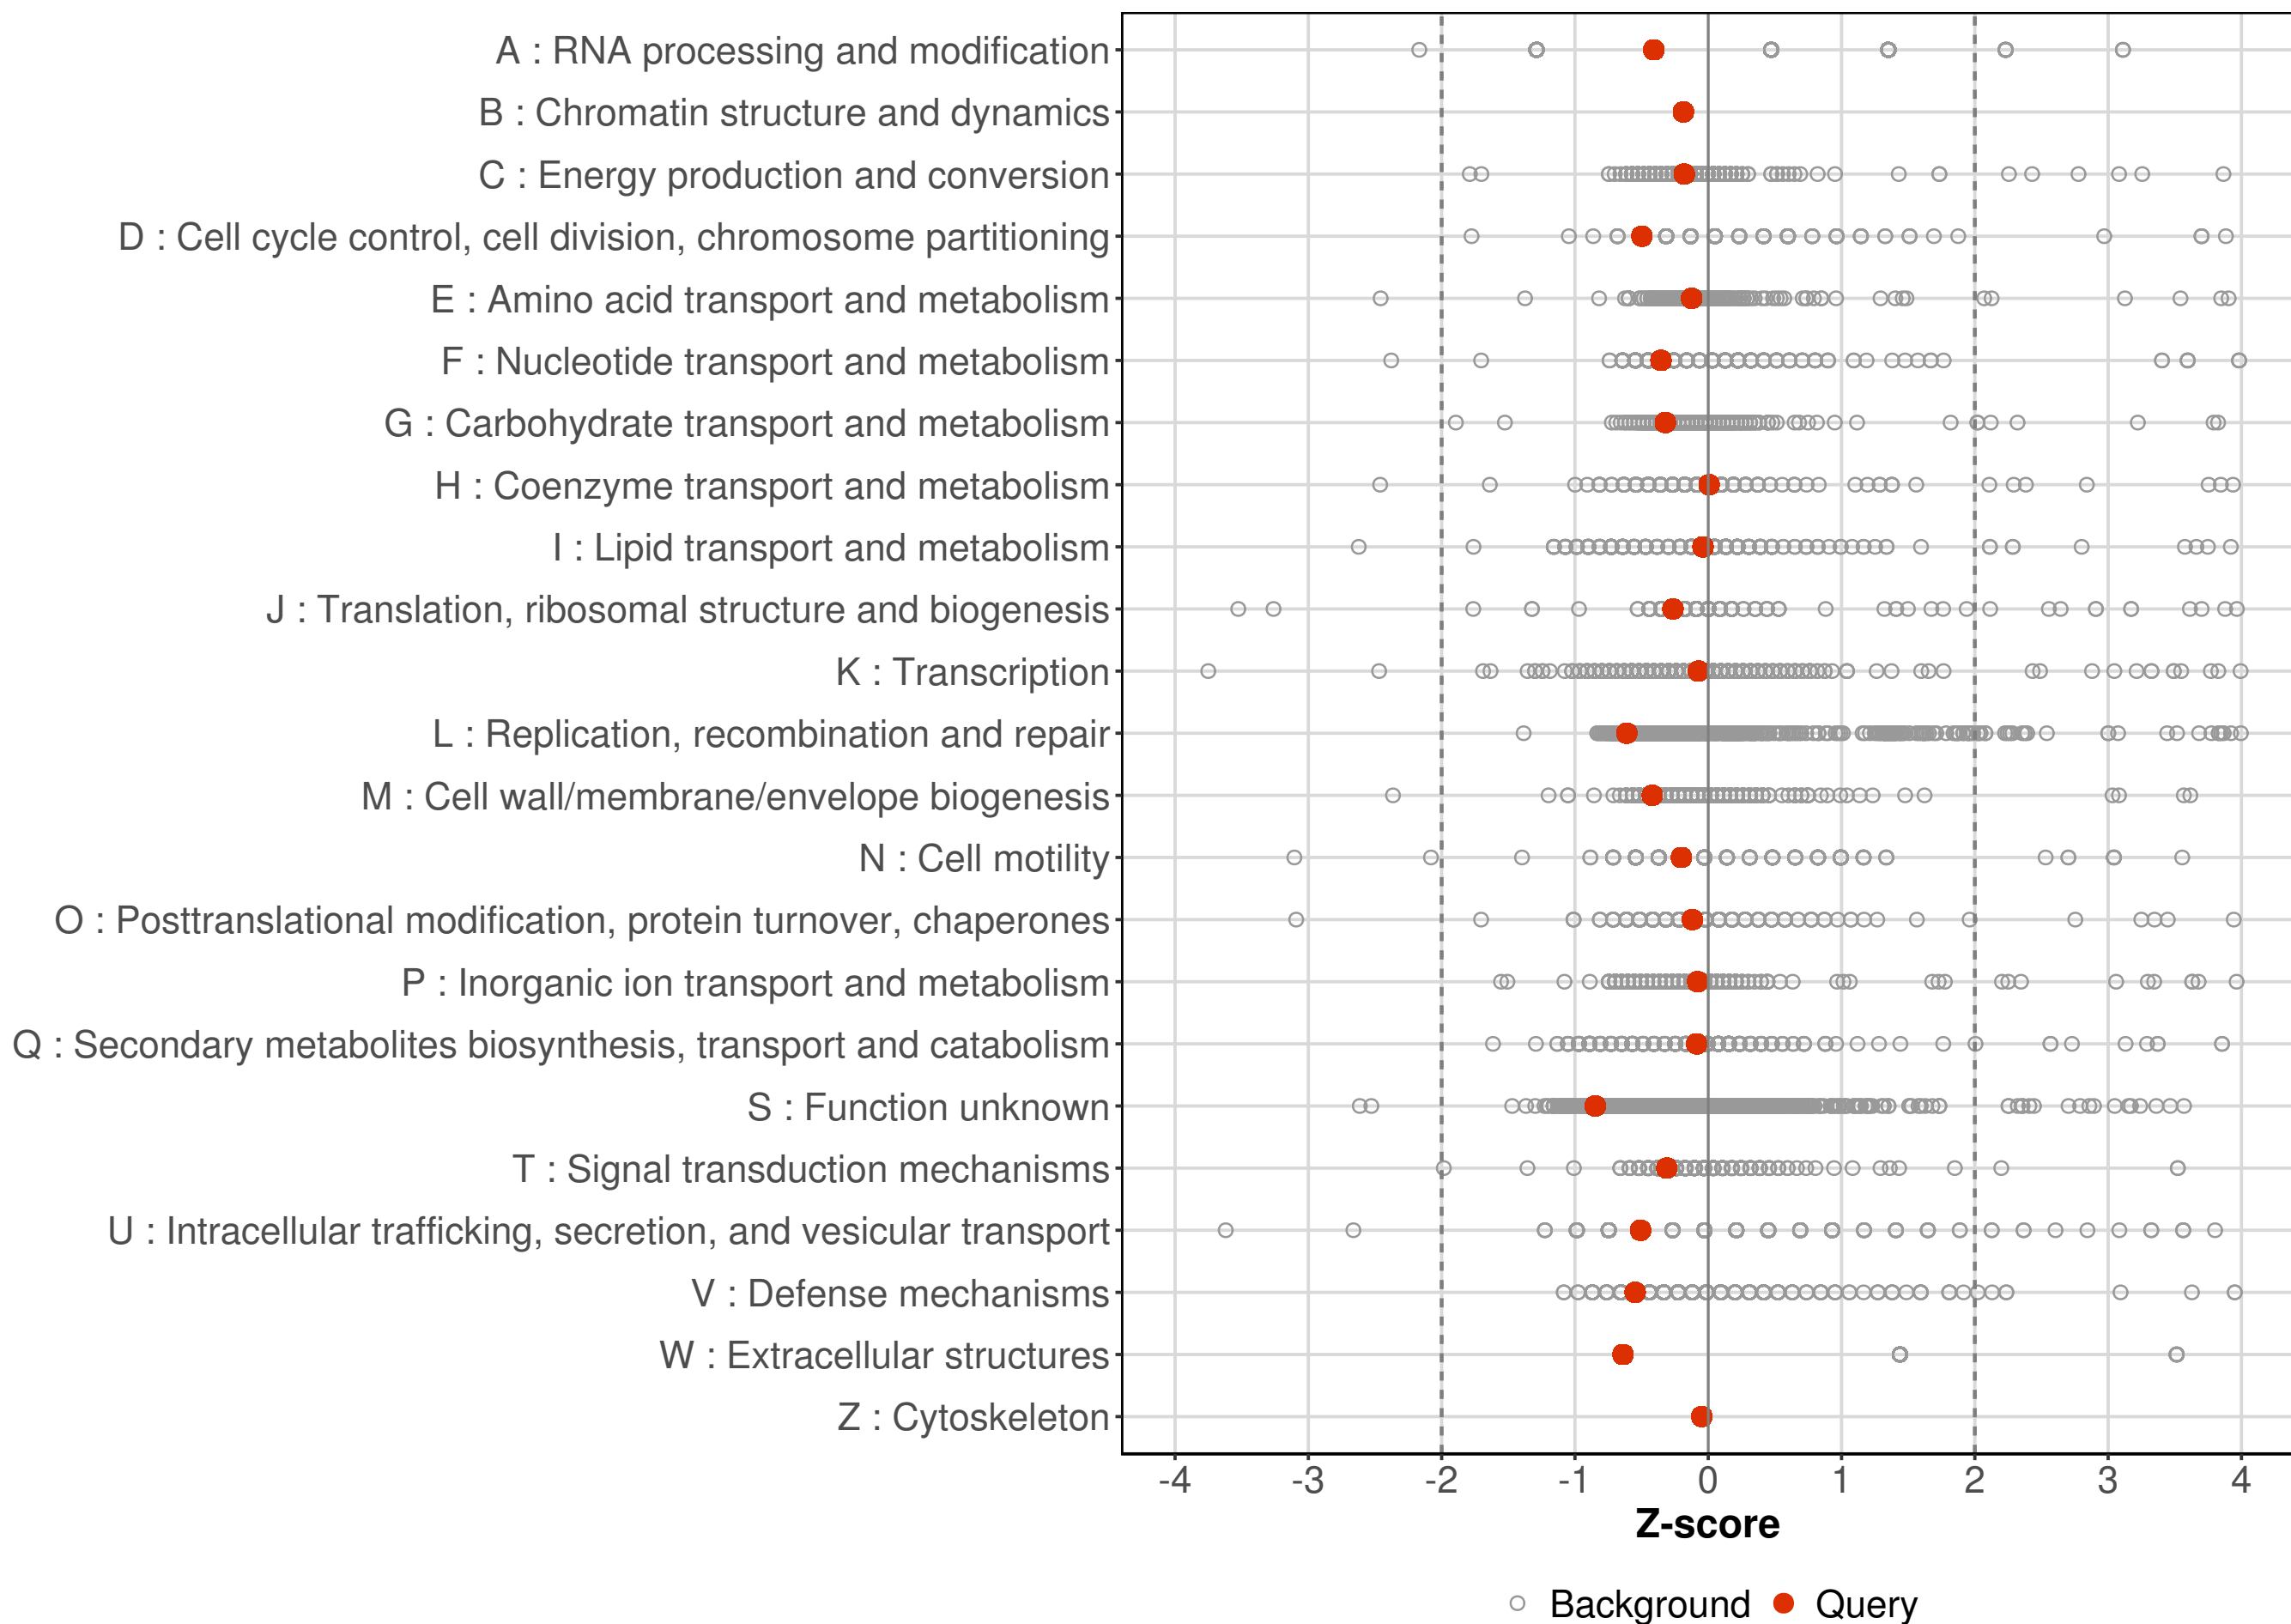 A : RNA processing and modification
B : Chromatin structure and dynamics
C : Energy production and conversion
D : Cell cycle control, cell division, chromosome partitioning
E : Amino acid transport and metabolism
F : Nucleotide transport and metabolism
G : Carbohydrate transport and metabolism
H : Coenzyme transport and metabolism
I : Lipid transport and metabolism
J : Translation, ribosomal structure and biogenesis
K : Transcription
L : Replication, recombination and repair
M : Cell wall/membrane/envelope biogenesis
N : Cell motility
O : Posttranslational modification, protein turnover, chaperones
P : Inorganic ion transport and metabolism
Q : Secondary metabolites biosynthesis, transport and catabolism
S : Function unknown
T : Signal transduction mechanisms
U : Intracellular trafficking, secretion, and vesicular transport
V : Defense mechanisms
W : Extracellular structures
Z : Cytoskeleton
-4 -3 -2 -1 0 1 2 3 4
Z-score
Background Query